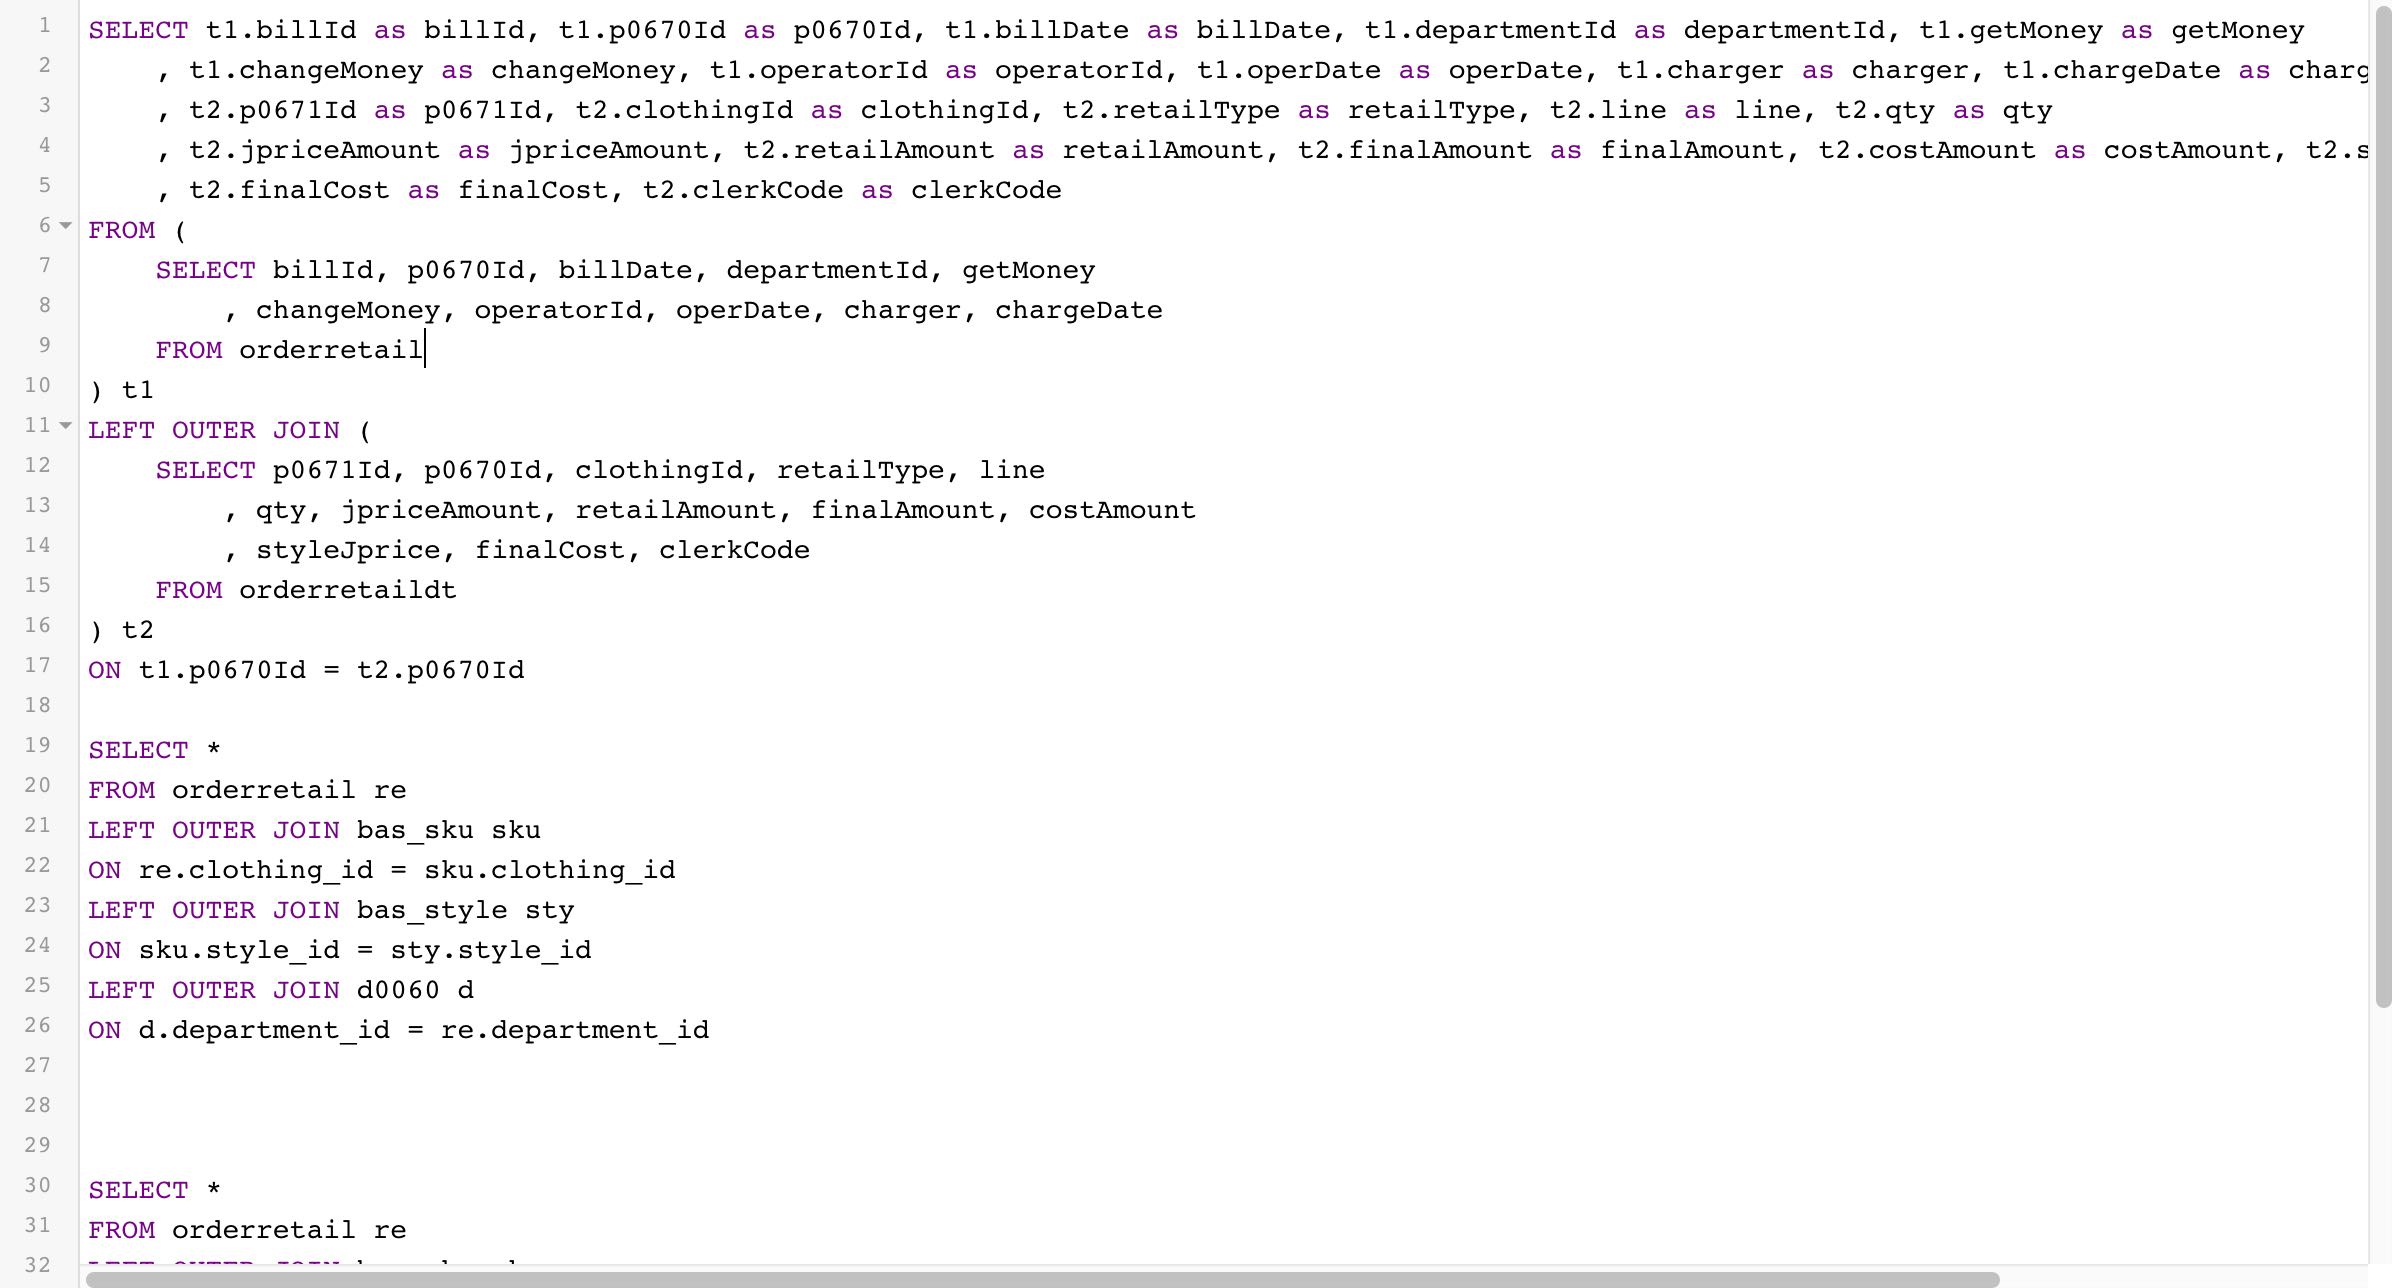 1 SELECT t1.billId as billId, t1.p0670Id as p0670Id, t1.billDate as billDate, t1.departmentId as departmentId, t1.getMoney as getMoney
2 , t1.changeMoney as changeMoney, t1.operatorId as operatorId, t1.operDate as operDate, t1.charger as charger, t1.chargeDate as charg
3 , t2.p0671Id as p0671Id, t2.clothingId as clothingId, t2.retailType as retailType, t2.line as line, t2.qty as qty
4 , t2.jpriceAmount as jpriceAmount, t2.retailAmount as retailAmount, t2.finalAmount as finalAmount, t2.costAmount as costAmount, t2.s
5 , t2.finalCost as finalCost, t2.clerkCode as clerkCode
6 FROM (
7 SELECT billId, p0670Id, billDate, departmentId, getMoney
8 , changeMoney, operatorId, operDate, charger, chargeDate
9 FROM orderretail
10 ) t1
11 LEFT OUTER JOIN (
12 SELECT p0671Id, p0670Id, clothingId, retailType, line
13 , qty, jpriceAmount, retailAmount, finalAmount, costAmount
14 , styleJprice, finalCost, clerkCode
15 FROM orderretaildt
16 ) t2
17 ON t1.p0670Id = t2.p0670Id
18
19 SELECT *
20 FROM orderretail re
21 LEFT OUTER JOIN bas_sku sku
22 ON re.clothing_id = sku.clothing_id
23 LEFT OUTER JOIN bas_style sty
24 ON sku.style_id = sty.style_id
25 LEFT OUTER JOIN d0060 d
26 ON d.department_id = re.department_id
27
28
29
30 SELECT *
31 FROM orderretail re
32 LEFT OUTER JOIN